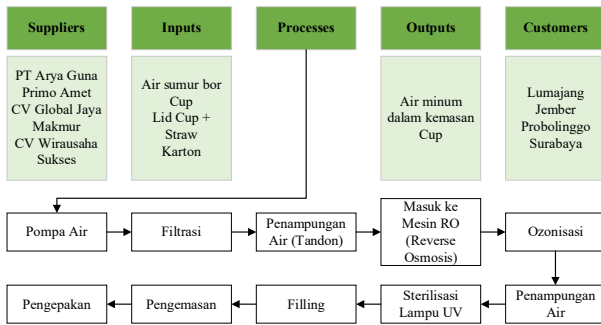 Suppliers
Inputs
Processes
Outputs
Customers
PT Arya Guna
Primo Amet
CV Global Jaya
Makmur
CV Wirausaha
Sukses
Air sumur bor
Cup
Lid Cup +
Straw
Karton
Air minum
dalam kemasan
Cup
Lumajang
Jember
Probolinggo
Surabaya
Pompa Air
Filtrasi
Penampungan
Air (Tandon)
Masuk ke
Mesin RO
(Reverse
Osmosis)
Ozonisasi
Penampungan
Air
Sterilisasi
Lampu UV
Filling
Pengemasan
Pengepakan